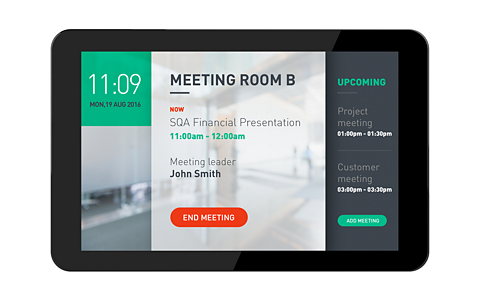 11:09
MON,19 AUG 2016
MEETING ROOM B
NOW
SQA Financial Presentation
11:00am - 12:00am
Meeting leader
John Smith
END MEETING
UPCOMING
Project
meeting
01:00pm - 01:30pm
Customer
meeting
03:00pm - 03:30pm
ADD MEETING